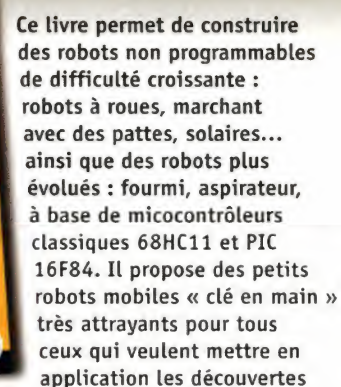 Ce livre permet de construire
des robots non programmables
de difficulté croissante :
robots à roues, marchant
avec des pattes, solaires...
ainsi que des robots plus
évolués : fourmi, aspirateur,
à base de micocontrôleurs
classiques 68HC11 et PIC
16F84. Il propose des petits
robots mobiles « clé en main »
très attrayants pour tous
ceux qui veulent mettre en
application les découvertes